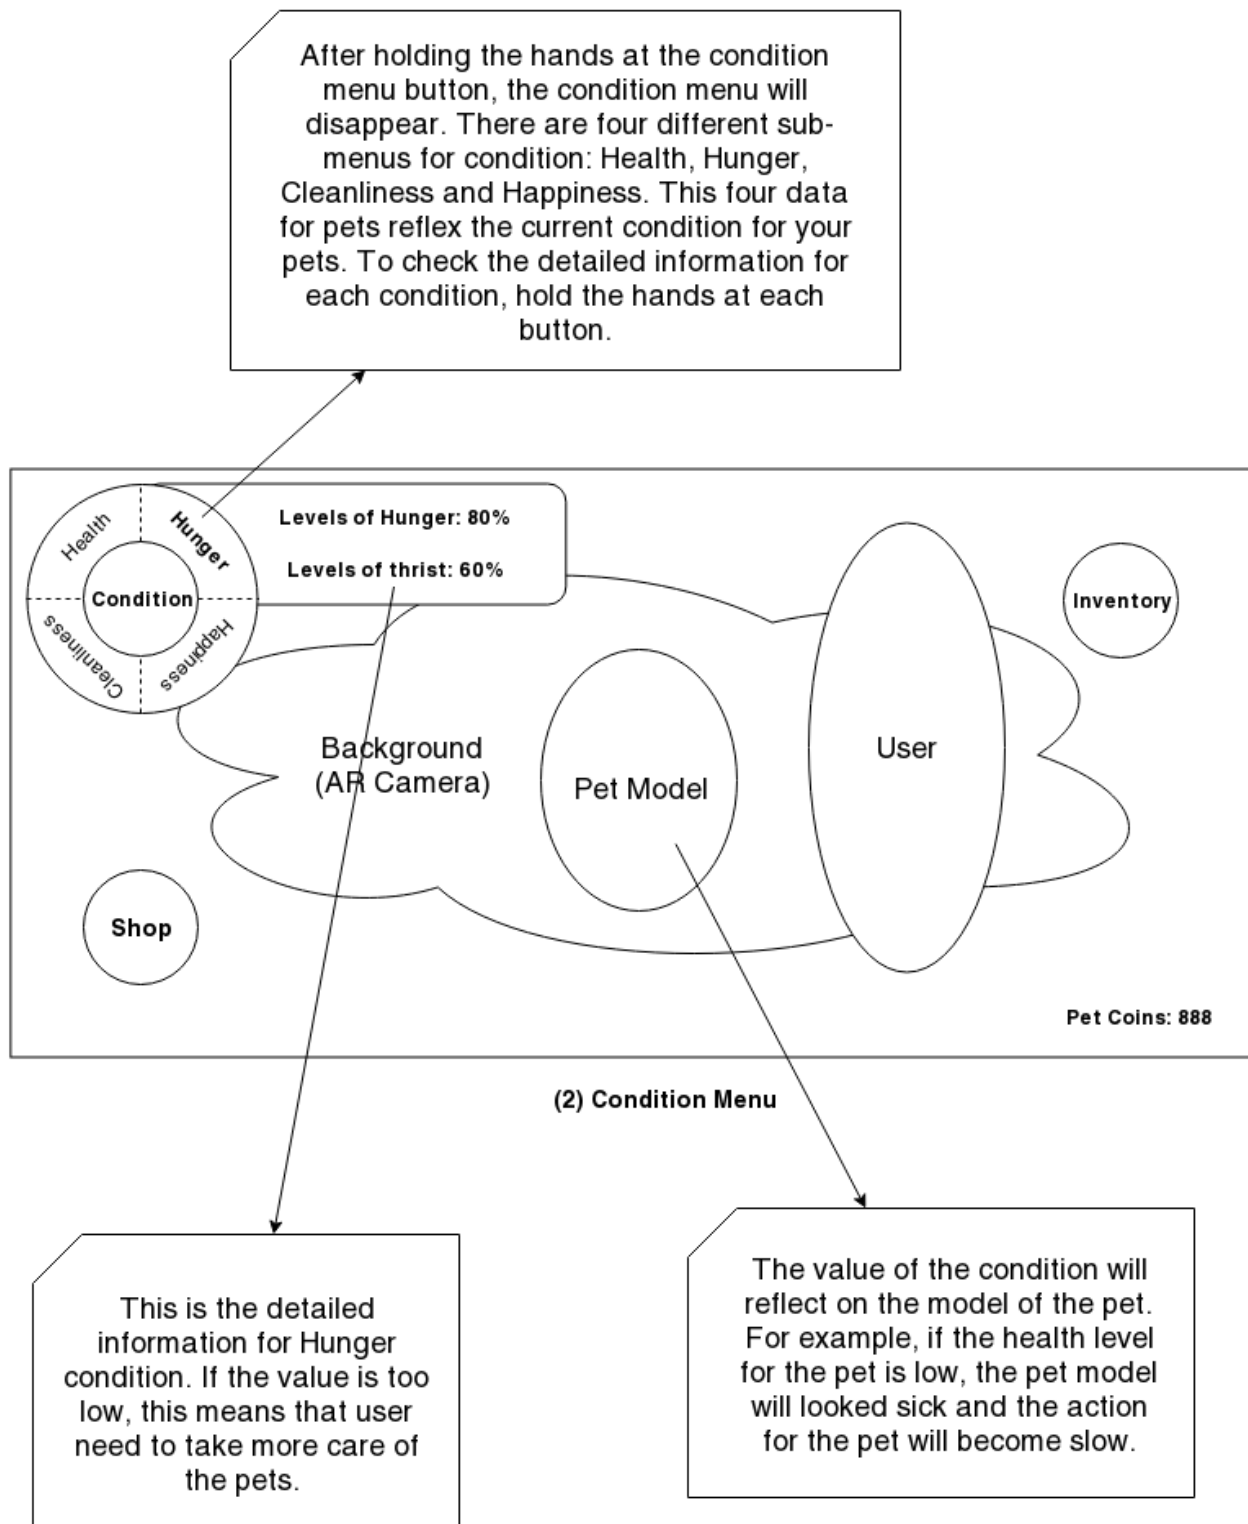 After holding the hands at the condition
menu button, the condition menu will
disappear. There are four different sub-
menus for condition: Health, Hunger,
Cleanliness and Happiness. This four data
for pets reflex the current condition for your
pets. To check the detailed information for
each condition, hold the hands at each
button.
Health
Hunger
Condition
Cleanliness
Happiness
Levels of Hunger: 80%
Levels of thrist: 60%
Inventory
Background
(AR Camera)
Pet Model
User
Shop
Pet Coins: 888
(2) Condition Menu
This is the detailed
information for Hunger
condition. If the value is too
low, this means that user
need to take more care of
the pets.
The value of the condition will
reflect on the model of the pet.
For example, if the health level
for the pet is low, the pet model
will looked sick and the action
for the pet will become slow.